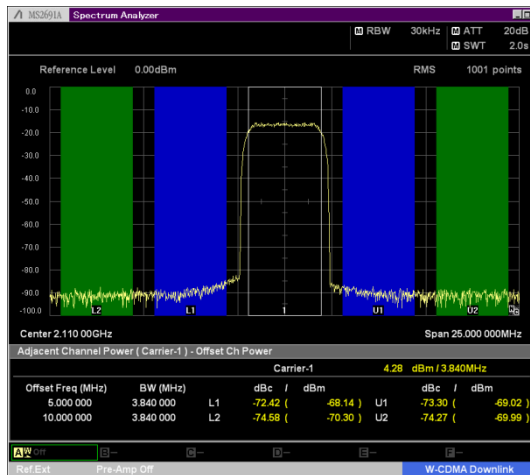 MS2691A Spectrum Analyzer
M RBW 30kHz M ATT 20dB
M SWT 2.0s
Reference Level 0.00dBm RMS 1001 points
0.0
-10.0
-20.0
-30.0
-40.0
-50.0
-60.0
-70.0
-80.0
-90.0
-100.0
L2 L1 1 U1 U2
Center 2.110 00GHz Span 25.000 000MHz
Adjacent Channel Power ( Carrier-1 ) - Offset Ch Power
Carrier-1 4.28 dBm / 3.840MHz
Offset Freq (MHz) BW (MHz) dBc / dBm dBc / dBm
5.000 000 3.840 000 L1 -72.42 ( -68.14 ) U1 -73.30 ( -69.02 )
10.000 000 3.840 000 L2 -74.58 ( -70.30 ) U2 -74.27 ( -69.99 )
A W Off B -- C -- D -- E -- F --
Ref.Ext Pre-Amp Off W-CDMA Downlink